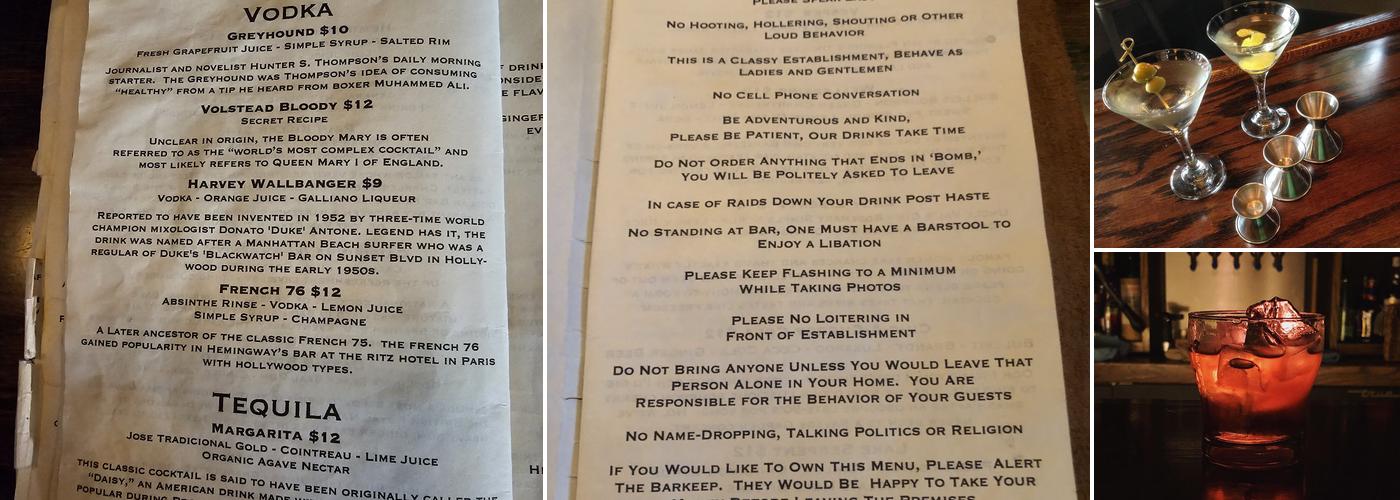 VODKA
GREYHOUND $10
FRESH GRAPEFRUIT JUICE - SIMPLE SYRUP - SALTED RIM
JOURNALIST AND NOVELIST HUNTER S. THOMPSON'S DAILY MORNING
STARTER. THE GREYHOUND WAS THOMPSON'S IDEA OF CONSUMING
"HEALTHY" FROM A TIP HE HEARD FROM BOXER MUHAMMED ALI.
VOLSTEAD BLOODY $12
SECRET RECIPE
UNCLEAR IN ORIGIN, THE BLOODY MARY IS OFTEN
REFERRED TO AS THE "WORLD'S MOST COMPLEX COCKTAIL" AND
MOST LIKELY REFERS TO QUEEN MARY I OF ENGLAND.
HARVEY WALLBANGER $9
VODKA - ORANGE JUICE - GALLIANO LIQUEUR
REPORTED TO HAVE BEEN INVENTED IN 1952 BY THREE-TIME WORLD
CHAMPION MIXOLOGIST DONATO 'DUKE' ANTONE. LEGEND HAS IT, THE
DRINK WAS NAMED AFTER A MANHATTAN BEACH SURFER WHO WAS A
REGULAR OF DUKE'S 'BLACKWATCH' BAR ON SUNSET BLVD IN HOLLY-
WOOD DURING THE EARLY 1950S.
FRENCH 76 $12
ABSINTHE RINSE - VODKA - LEMON JUICE
SIMPLE SYRUP - CHAMPAGNE
A LATER ANCESTOR OF THE CLASSIC FRENCH 75. THE FRENCH 76
GAINED POPULARITY IN HEMINGWAY'S BAR AT THE RITZ HOTEL IN PARIS
WITH HOLLYWOOD TYPES.
TEQUILA
MARGARITA $12
JOSE TRADICIONAL GOLD - COINTREAU - LIME JUICE
ORGANIC AGAVE NECTAR
THIS CLASSIC COCKTAIL IS SAID TO HAVE BEEN ORIGINALLY CALLED THE
"DAISY," AN AMERICAN DRINK MADE
POPULAR DURING
PLEASE SPEAK
NO HOOTING, HOLLERING, SHOUTING OR OTHER
LOUD BEHAVIOR
THIS IS A CLASSY ESTABLISHMENT, BEHAVE AS
LADIES AND GENTLEMEN
NO CELL PHONE CONVERSATION
BE ADVENTUROUS AND KIND,
PLEASE BE PATIENT, OUR DRINKS TAKE TIME
DO NOT ORDER ANYTHING THAT ENDS IN 'BOMB,'
YOU WILL BE POLITELY ASKED TO LEAVE
IN CASE OF RAIDS DOWN YOUR DRINK POST HASTE
NO STANDING AT BAR, ONE MUST HAVE A BARSTOOL TO
ENJOY A LIBATION
PLEASE KEEP FLASHING TO A MINIMUM
WHILE TAKING PHOTOS
PLEASE NO LOITERING IN
FRONT OF ESTABLISHMENT
DO NOT BRING ANYONE UNLESS YOU WOULD LEAVE THAT
PERSON ALONE IN YOUR HOME. YOU ARE
RESPONSIBLE FOR THE BEHAVIOR OF YOUR GUESTS
NO NAME-DROPPING, TALKING POLITICS OR RELIGION
IF YOU WOULD LIKE TO OWN THIS MENU, PLEASE ALERT
THE BARKEEP. THEY WOULD BE HAPPY TO TAKE YOUR
MONEY BEFORE LEAVING THE PREMISES